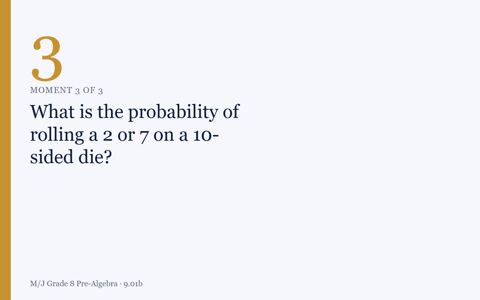 3
MOMENT 3 OF 3
What is the probability of
rolling a 2 or 7 on a 10-
sided die?
M/J Grade 8 Pre-Algebra · 9.01b